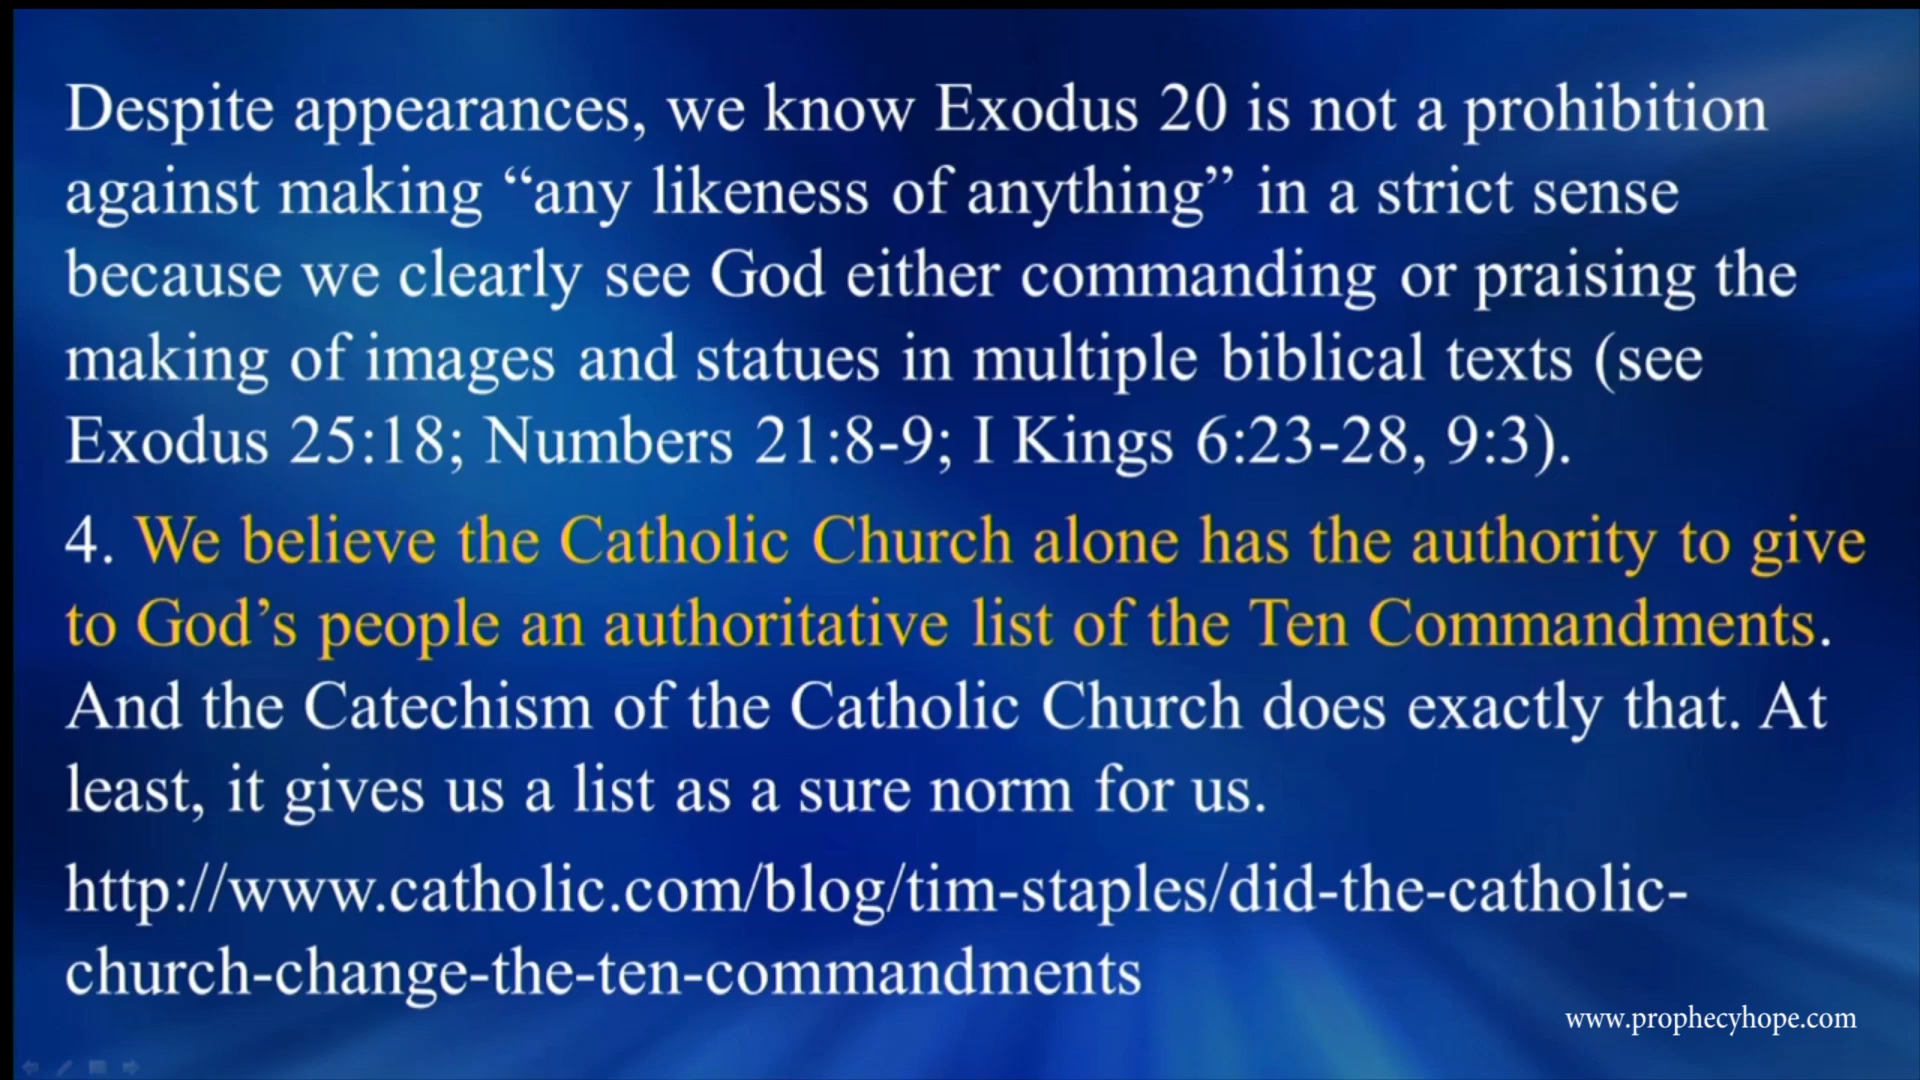 Despite appearances, we know Exodus 20 is not a prohibition
against making “any likeness of anything” in a strict sense
because we clearly see God either commanding or praising the
making of images and statues in multiple biblical texts (see
Exodus 25:18; Numbers 21:8-9; I Kings 6:23-28, 9:3).
4. We believe the Catholic Church alone has the authority to give
to God’s people an authoritative list of the Ten Commandments.
And the Catechism of the Catholic Church does exactly that. At
least, it gives us a list as a sure norm for us.
http://www.catholic.com/blog/tim-staples/did-the-catholic-
church-change-the-ten-commandments
www.prophecyhope.com